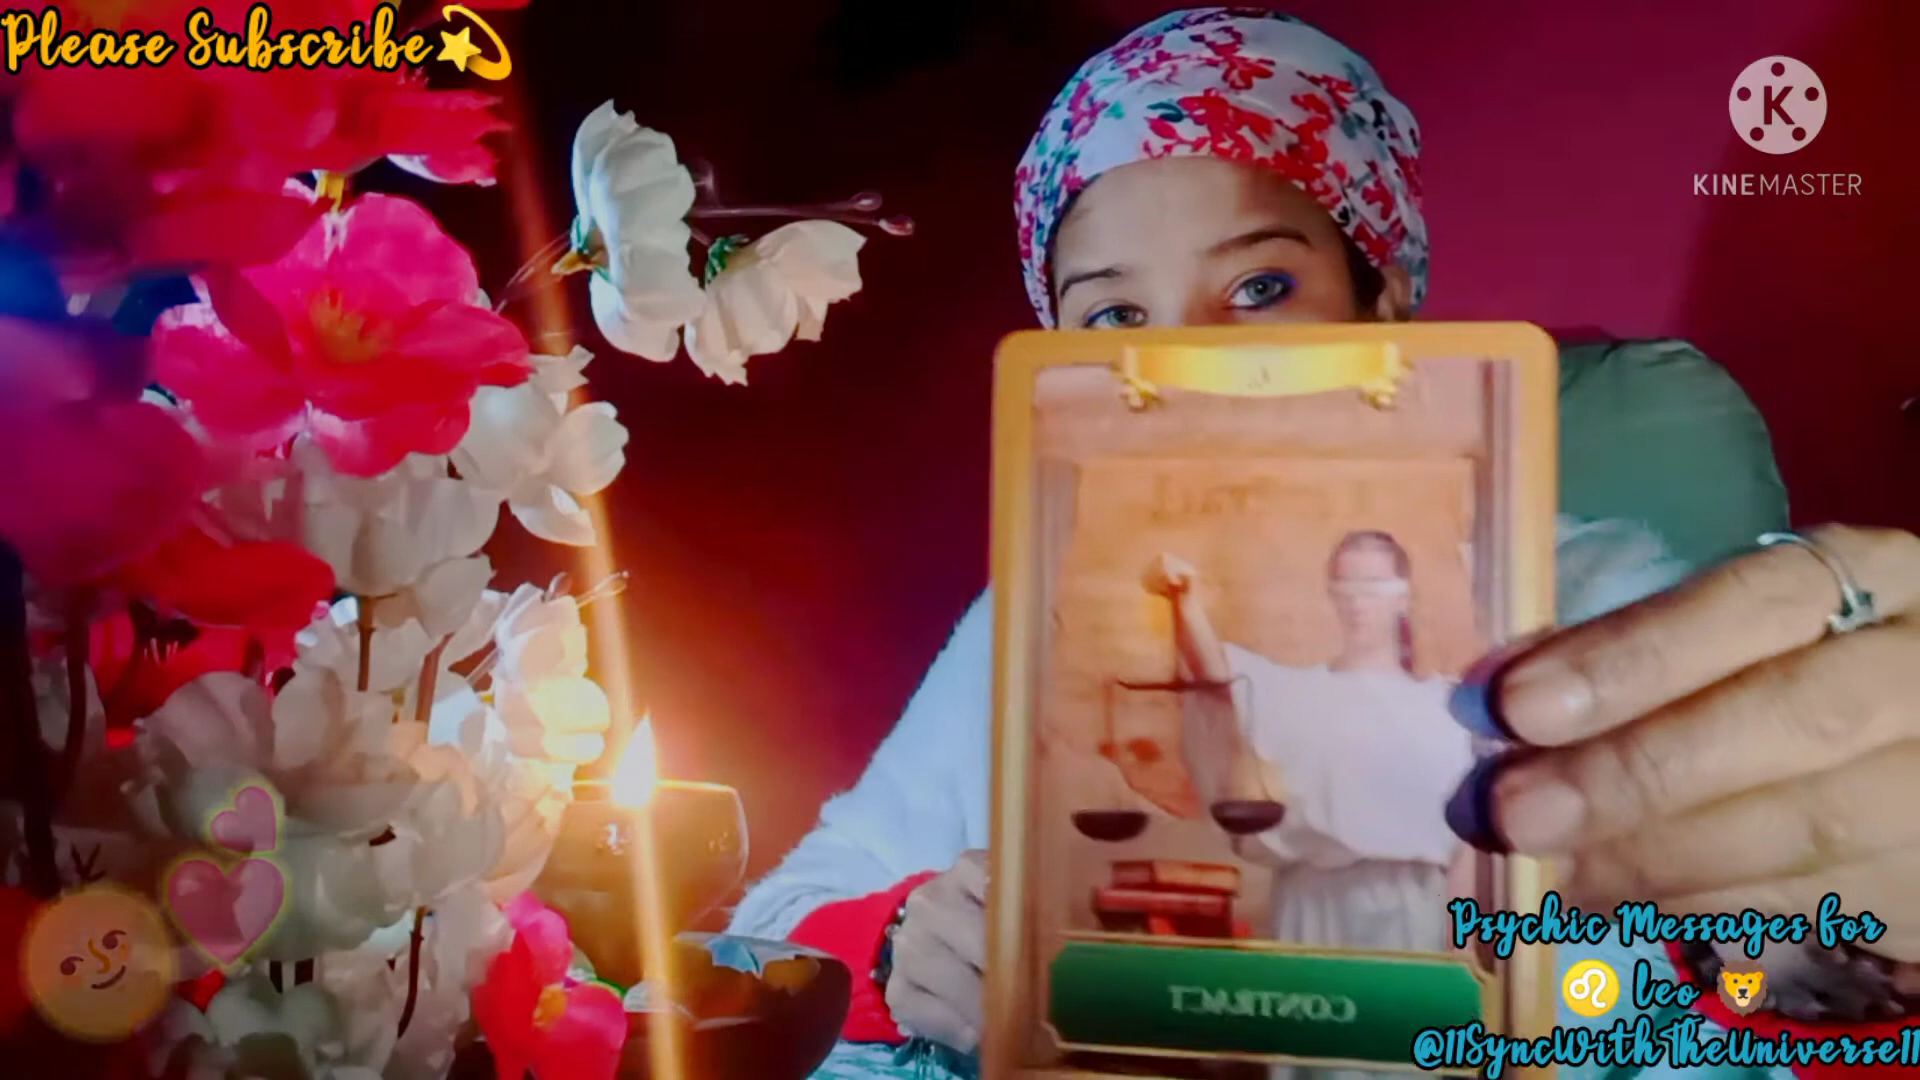 Please Subscribe
KINEMASTER
CONTRACT
Psychic Messages for
Leo
@11SyncWithTheUniverse11